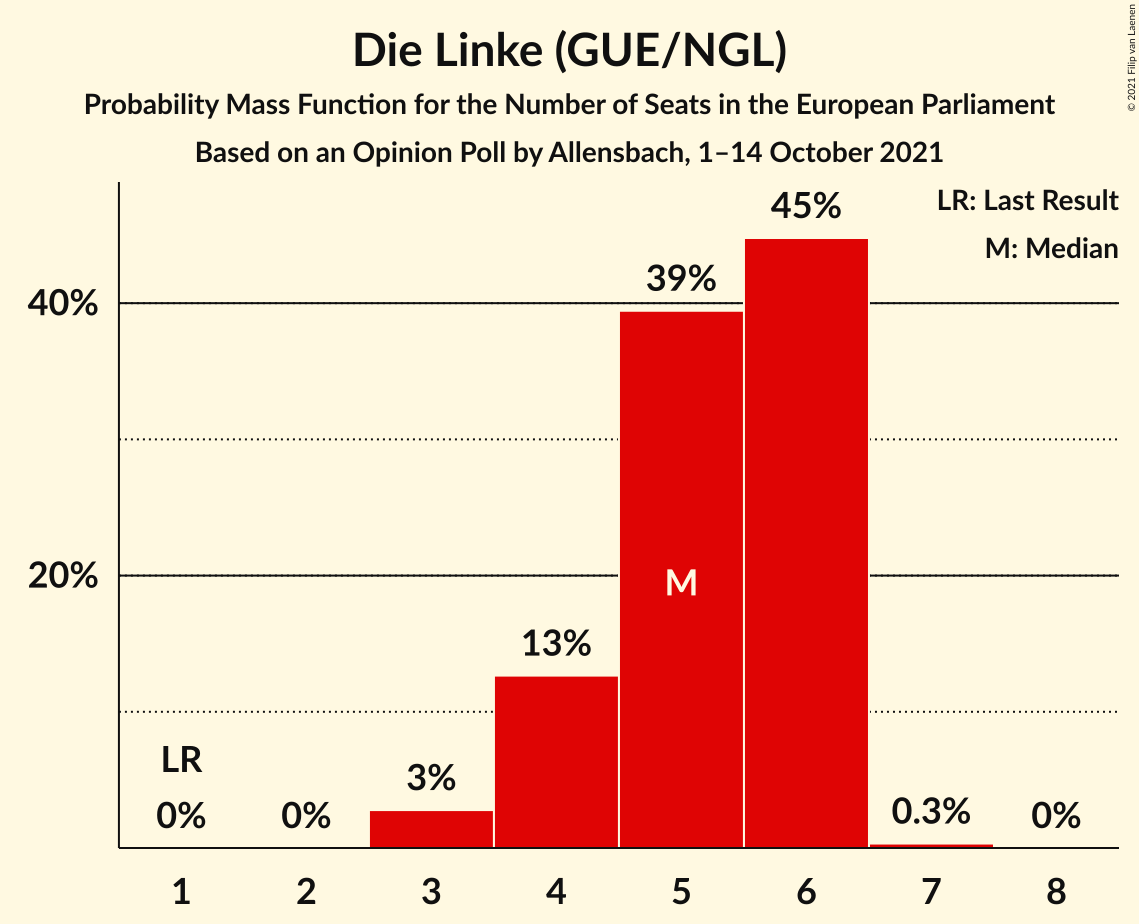 Die Linke (GUE/NGL)
Probability Mass Function for the Number of Seats in the European Parliament
Based on an Opinion Poll by Allensbach, 1–14 October 2021
© 2021 Filip van Laenen
LR: Last Result
M: Median
45%
39%
40%
20%
M
13%
LR
3%
0%
0%
0.3%
0%
1 2 3 4 5 6 7 8